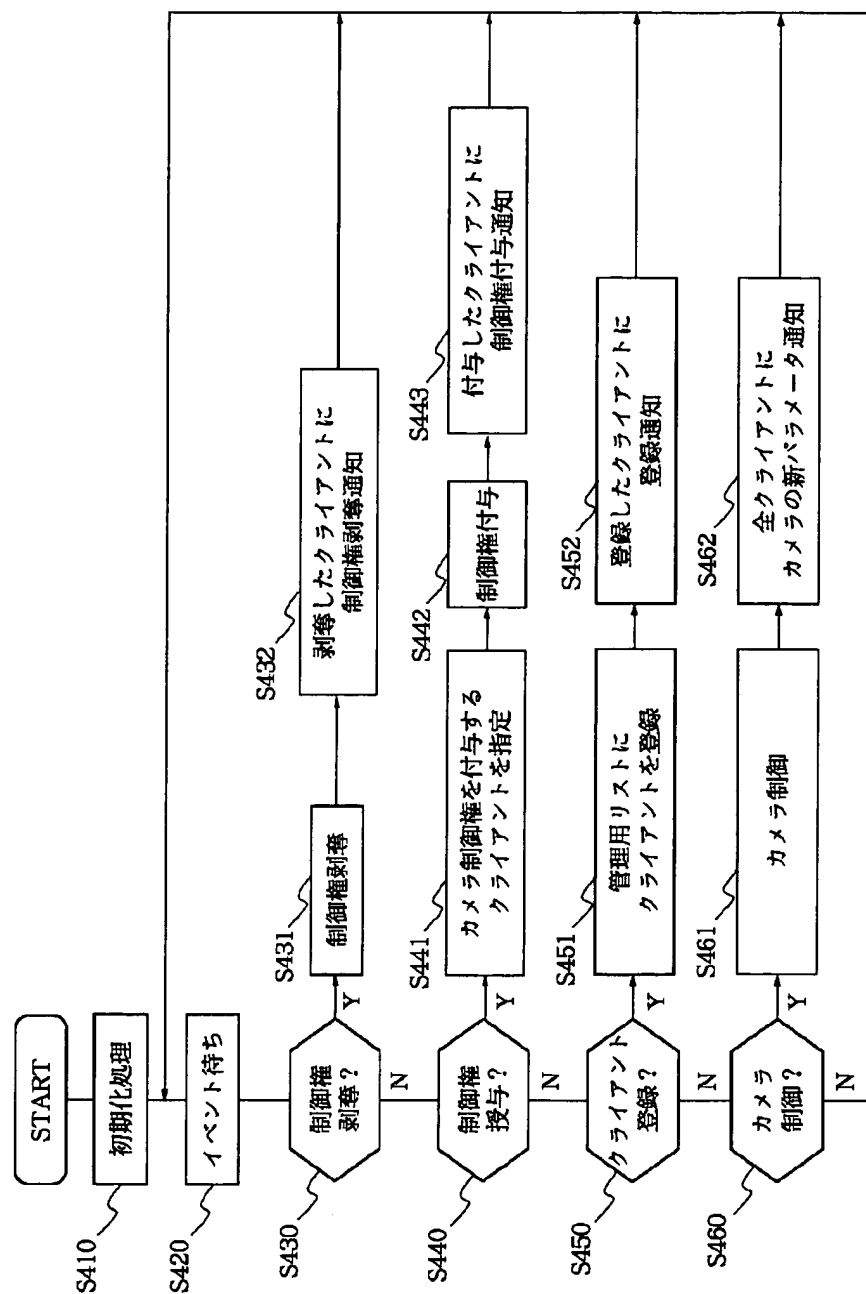 START
S410
初期化処理
S420
イベント待ち
S430
制御権
剥奪?
Y
N
S431
制御権剥奪
S432
剥奪したクライアントに
制御権剥奪通知
S440
制御権
授与?
Y
N
S441
カメラ制御権を付与する
クライアントを指定
S442
制御権付与
S443
付与したクライアントに
制御権付与通知
S450
クライアント
登録?
Y
N
S451
管理用リストに
クライアントを登録
S452
登録したクライアントに
登録通知
S460
カメラ
制御?
Y
N
S461
カメラ制御
S462
全クライアントに
カメラの新パラメータ通知